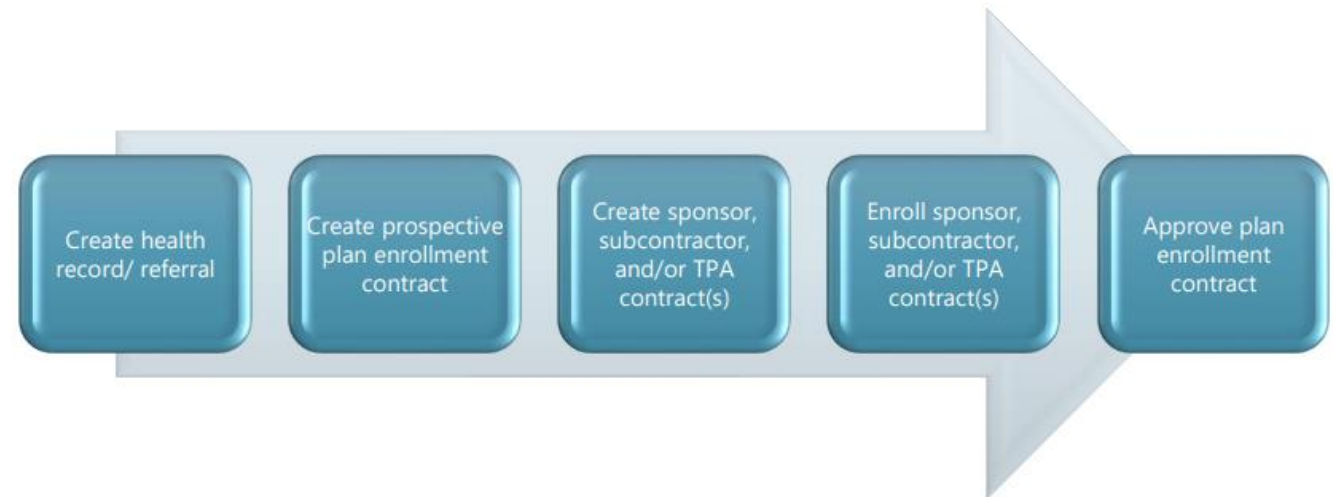 Create health
record/ referral
Create prospective
plan enrollment
contract
Create sponsor,
subcontractor,
and/or TPA
contract(s)
Enroll sponsor,
subcontractor,
and/or TPA
contract(s)
Approve plan
enrollment
contract